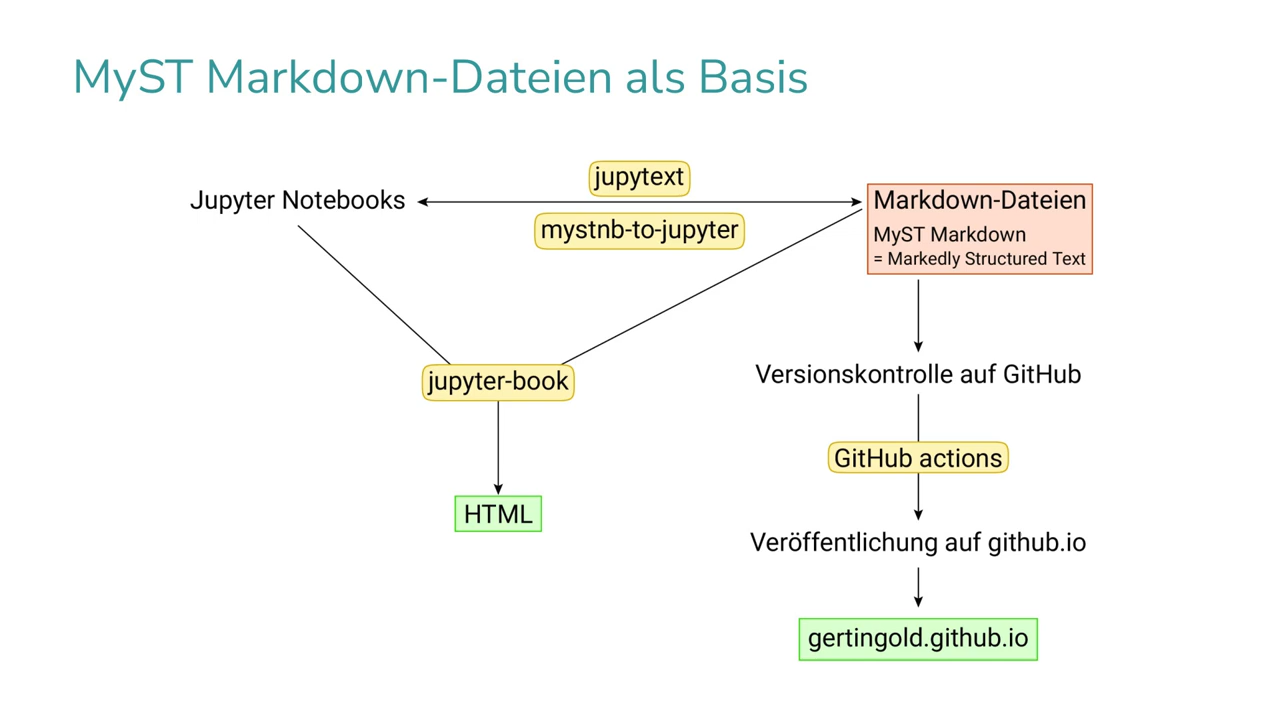 MyST Markdown-Dateien als Basis
jupytext
Jupyter Notebooks
mystnb-to-jupyter
Markdown-Dateien
MyST Markdown
= Markedly Structured Text
jupyter-book
HTML
Versionskontrolle auf GitHub
GitHub actions
Veröffentlichung auf github.io
gertingold.github.io